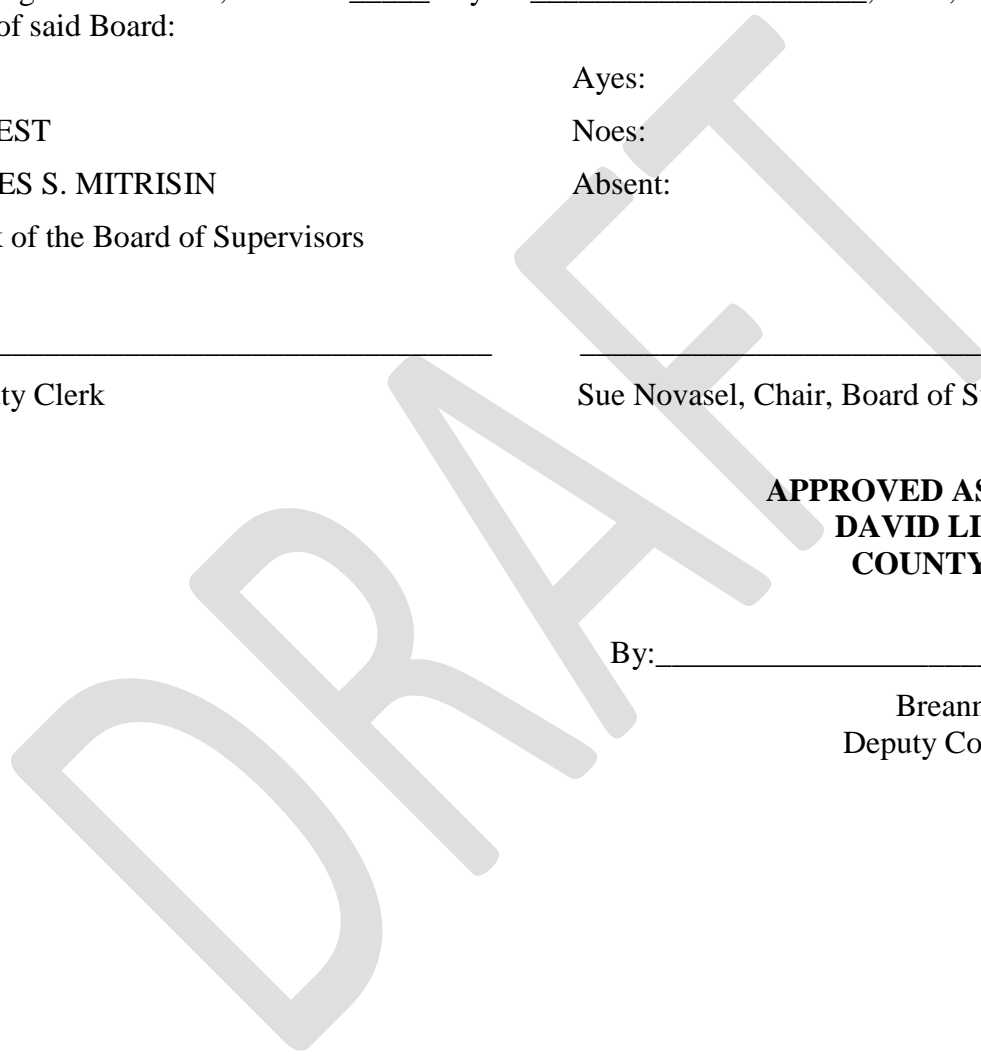 of said Board:
Ayes:
EST Noes:
ES S. MITRISIN Absent:
of the Board of Supervisors
ty Clerk Sue Novasel, Chair, Board of S
APPROVED AS
DAVID LI
COUNTY
By:
Breann
Deputy Co
DRAFT